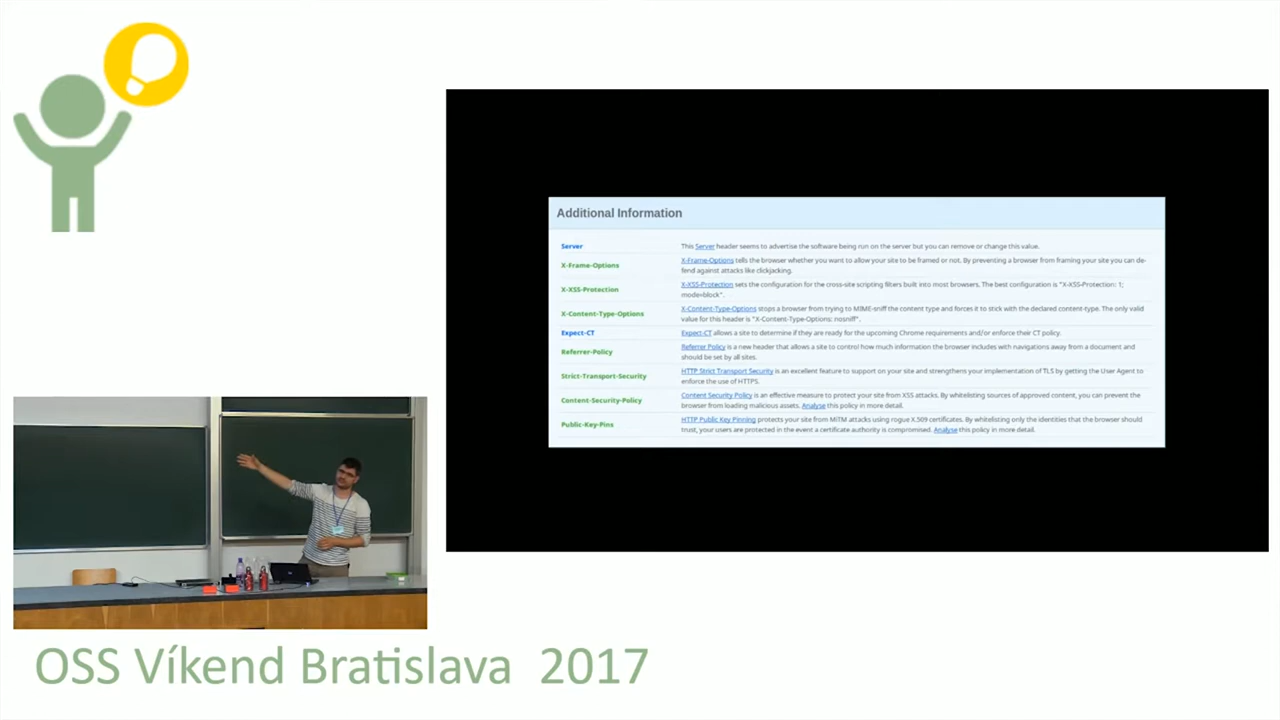 Additional Information
Server
This Server header seems to advertise the software being run on the server but you can remove or change this value.
X-Frame-Options
X-Frame-Options tells the browser whether you want to allow your site to be framed or not. By preventing a browser from framing your site you can de-
fend against attacks like clickjacking.
X-XSS-Protection
X-XSS-Protection sets the configuration for the cross-site scripting filters built into most browsers. The best configuration is "X-XSS-Protection: 1;
mode=block".
X-Content-Type-Options
X-Content-Type-Options stops a browser from trying to MIME-sniff the content type and forces it to stick with the declared content-type. The only valid
value for this header is "X-Content-Type-Options: nosniff".
Expect-CT
Expect-CT allows a site to determine if they are ready for the upcoming Chrome requirements and/or enforce their CT policy.
Referrer-Policy
Referrer Policy is a new header that allows a site to control how much information the browser includes with navigations away from a document and
should be set by all sites.
Strict-Transport-Security
HTTP Strict Transport Security is an excellent feature to support on your site and strengthens your implementation of TLS by getting the User Agent to
enforce the use of HTTPS.
Content-Security-Policy
Content Security Policy is an effective measure to protect your site from XSS attacks. By whitelisting sources of approved content, you can prevent the
browser from loading malicious assets. Analyse this policy in more detail.
Public-Key-Pins
HTTP Public Key Pinning protects your site from MiTM attacks using rogue X.509 certificates. By whitelisting only the identities that the browser should
trust, your users are protected in the event a certificate authority is compromised. Analyse this policy in more detail.
OSS Víkend Bratislava 2017